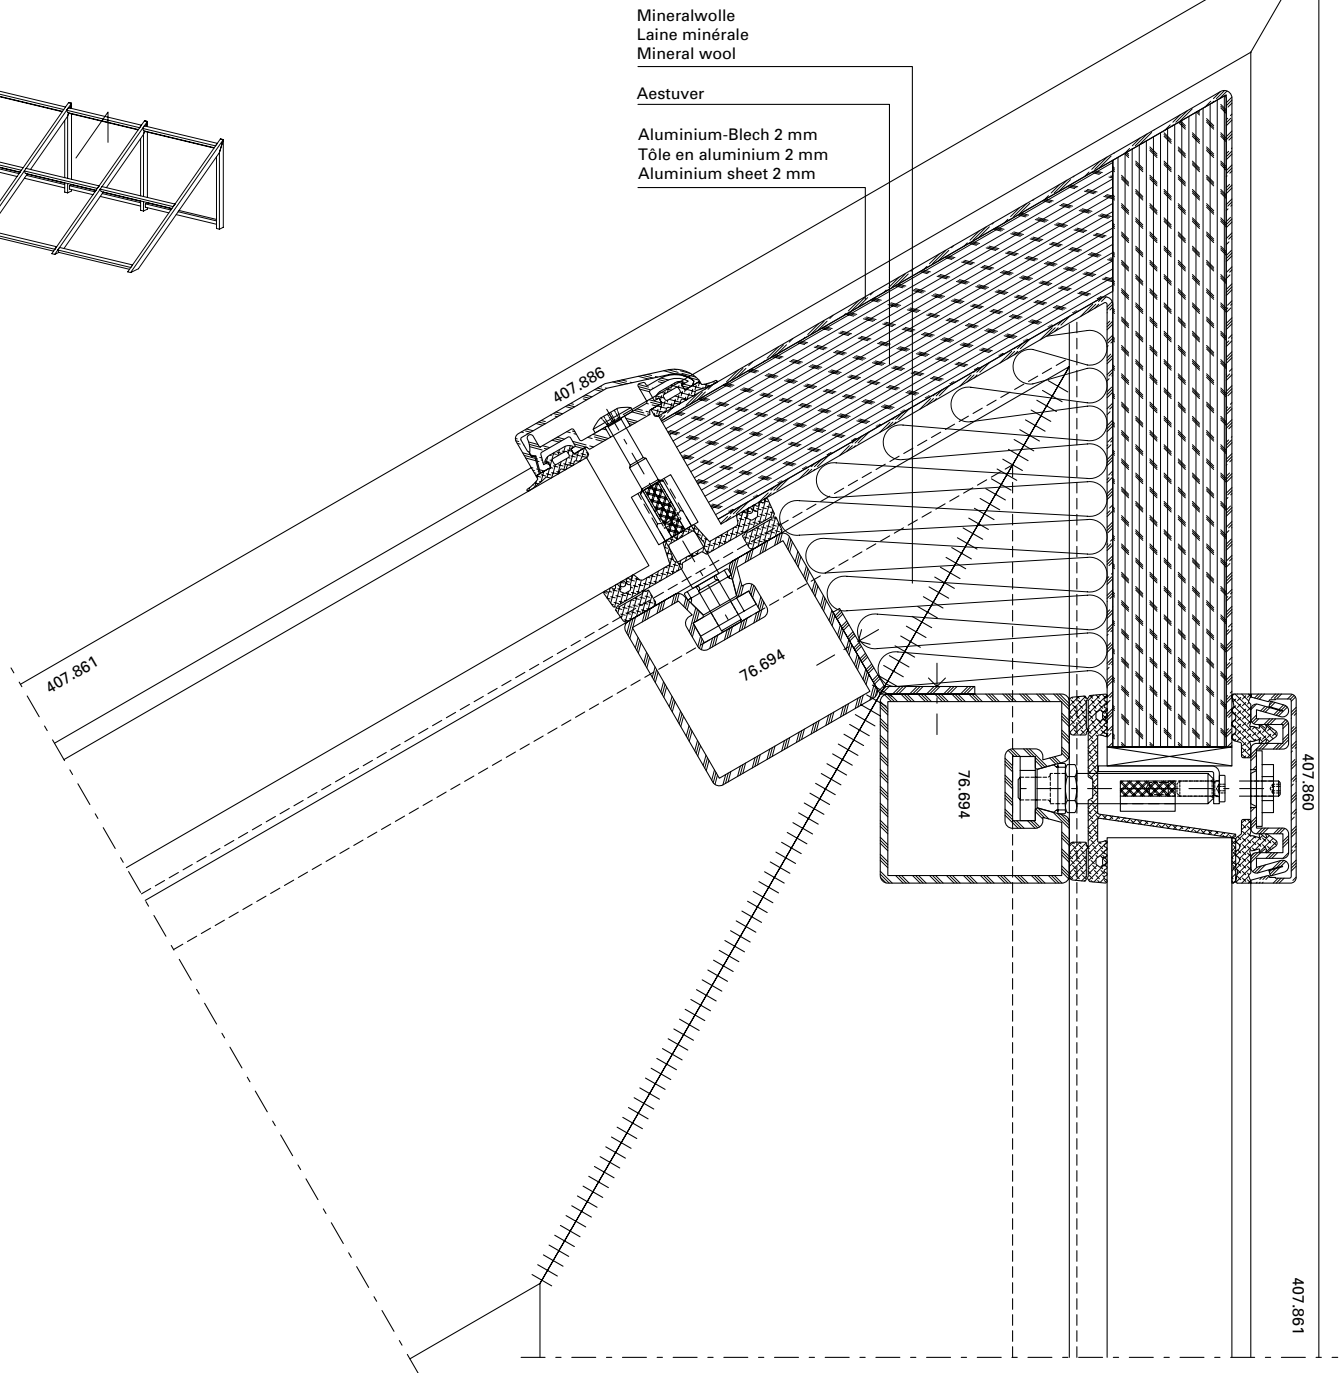 Mineralwolle
Laine minérale
Mineral wool
Aestuver
Aluminium-Blech 2 mm
Tôle en aluminium 2 mm
Aluminium sheet 2 mm
407.886
407.861
76.694
76.694
407.860
407.861